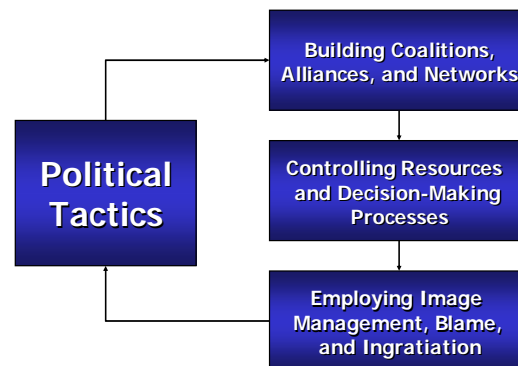 Political
Tactics
Building Coalitions,
Alliances, and Networks
Controlling Resources
and Decision-Making
Processes
Employing Image
Management, Blame,
and Ingratiation